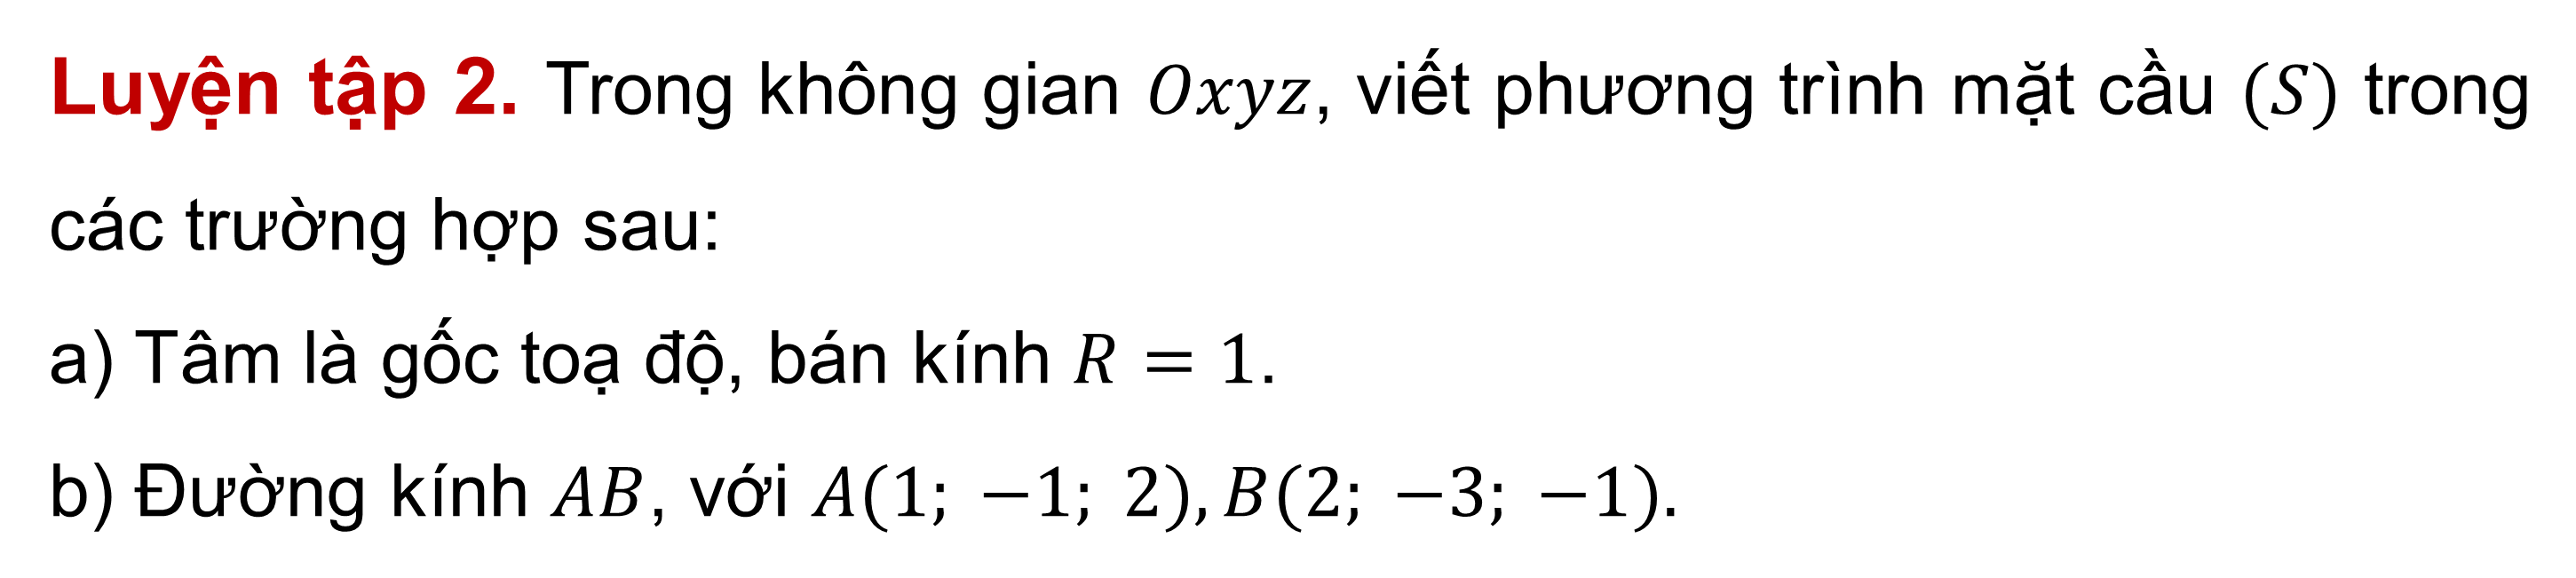 Luyện tập 2. Trong không gian Oxyz, viết phương trình mặt cầu (S) trong
các trường hợp sau:
a) Tâm là gốc toạ độ, bán kính R = 1.
b) Đường kính AB, với A(1; −1; 2), B(2; −3; −1).